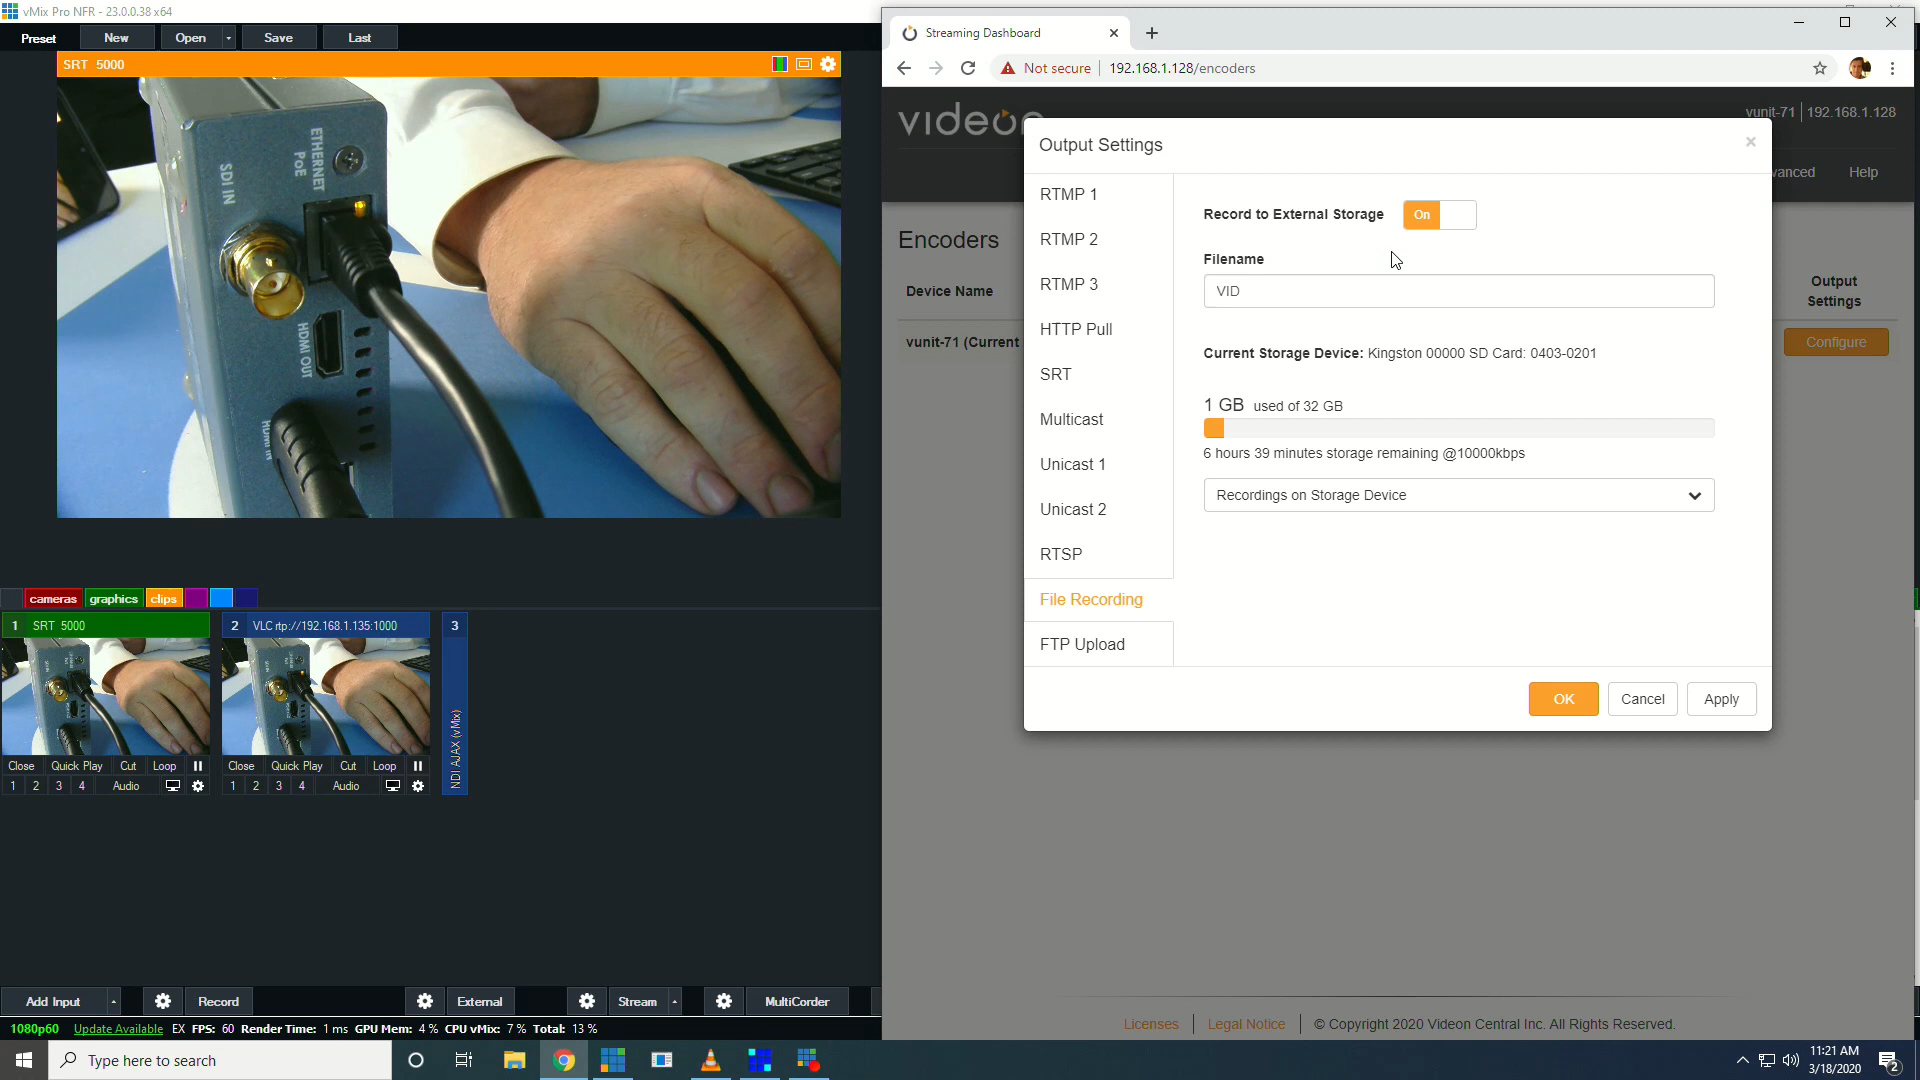 vMix Pro NFR - 23.0.0.38 x64
Preset
New
Open
Save
Last
SRT 5000
SDI IN
ETHERNET
PoE
HDMI OUT
HDMI IN
cameras
graphics
clips
1 SRT 5000
2 VLC rtp://192.168.1.135:1000
3
NDI AJAX (vMix)
Close Quick Play Cut Loop
Close Quick Play Cut Loop
1 2 3 4 Audio
1 2 3 4 Audio
Add Input
Record
External
Stream
MultiCorder
1080p60 Update Available EX FPS: 60 Render Time: 1 ms GPU Mem: 4 % CPU vMix: 7 % Total: 13 %
Streaming Dashboard
Not secure | 192.168.1.128/encoders
videon
vunit-71 | 192.168.1.128
vanced
Help
Encoders
Device Name
vunit-71 (Current
Output
Settings
Configure
Output Settings
×
RTMP 1
RTMP 2
RTMP 3
HTTP Pull
SRT
Multicast
Unicast 1
Unicast 2
RTSP
File Recording
FTP Upload
Record to External Storage
On
Filename
VID
Current Storage Device: Kingston 00000 SD Card: 0403-0201
1 GB used of 32 GB
6 hours 39 minutes storage remaining @10000kbps
Recordings on Storage Device
OK
Cancel
Apply
Licenses | Legal Notice | © Copyright 2020 Videon Central Inc. All Rights Reserved.
Type here to search
11:21 AM
3/18/2020
2